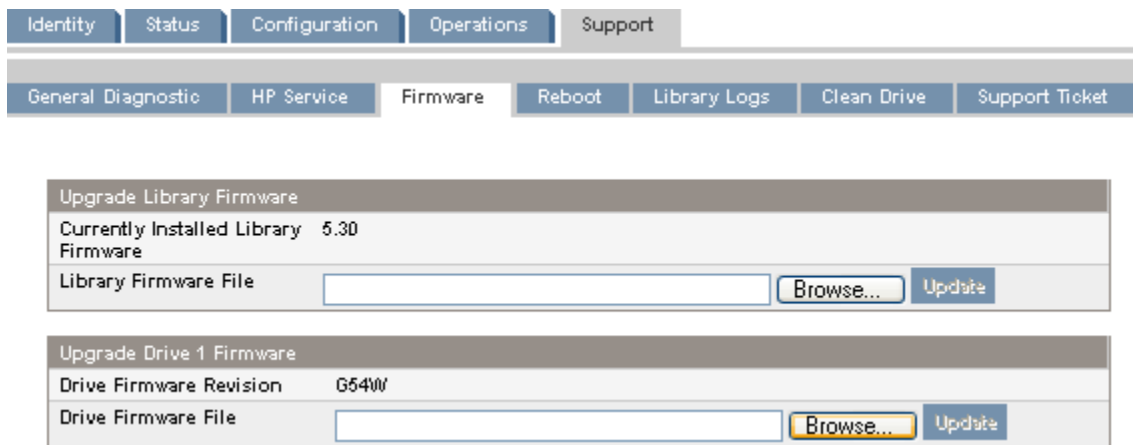 Identity Status Configuration Operations Support
General Diagnostic HP Service Firmware Reboot Library Logs Clean Drive Support Ticket
Upgrade Library Firmware
Currently Installed Library 5.30
Firmware
Library Firmware File Browse... Update
Upgrade Drive 1 Firmware
Drive Firmware Revision G54W
Drive Firmware File Browse... Update